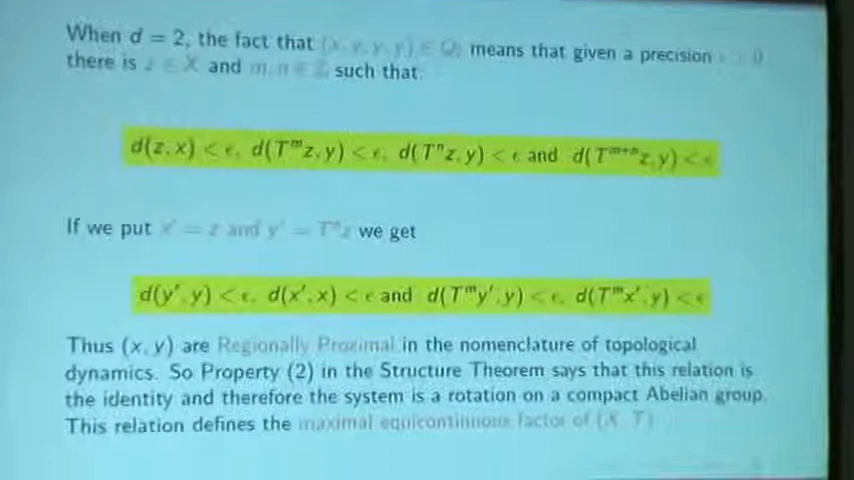 When d = 2, the fact that (x, y, y, y) ∈ Q₂ means that given a precision ε > 0
there is z ∈ X and m, n ∈ ℤ such that:
d(z, x) < ε, d(Tᵐz, y) < ε, d(Tⁿz, y) < ε and d(Tᵐ⁺ⁿz, y) < ε
If we put x′ = z and y′ = Tⁿz we get
d(y′, y) < ε, d(x′, x) < ε and d(Tᵐy′, y) < ε, d(Tᵐx′, y) < ε
Thus (x, y) are Regionally Proximal in the nomenclature of topological
dynamics. So Property (2) in the Structure Theorem says that this relation is
the identity and therefore the system is a rotation on a compact Abelian group.
This relation defines the maximal equicontinuous factor of (X, T)